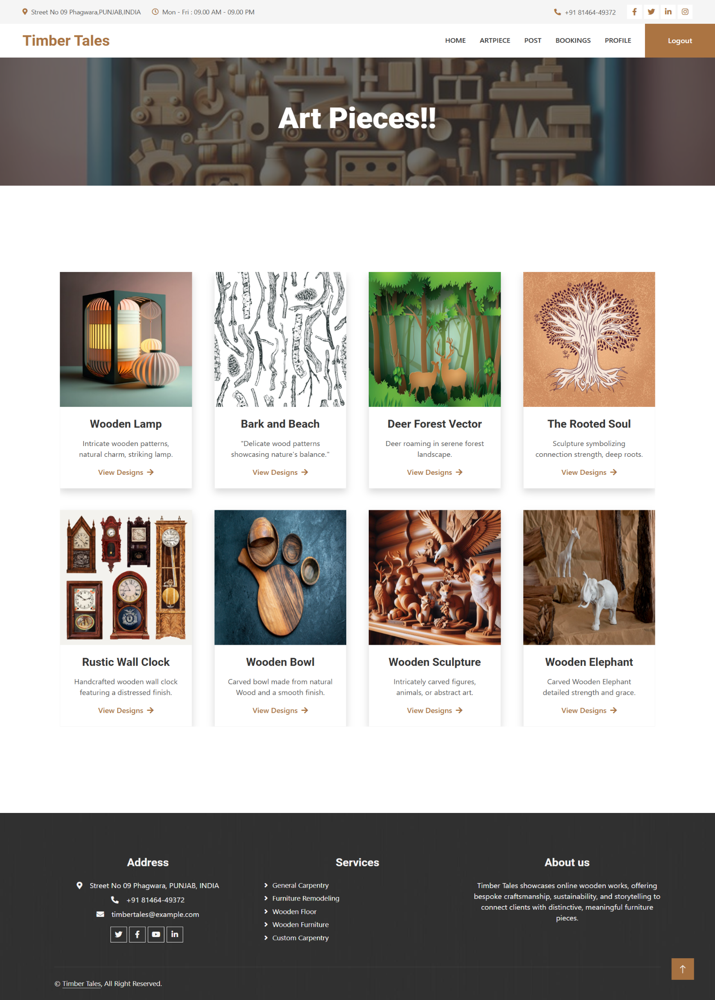 Street No 09 Phagwara,PUNJAB,INDIA Mon - Fri : 09.00 AM - 09.00 PM +91 81464-49372
Timber Tales HOME ARTPIECE POST BOOKINGS PROFILE Logout
Art Pieces!!
Wooden Lamp
Intricate wooden patterns,
natural charm, striking lamp.
View Designs
Bark and Beach
"Delicate wood patterns
showcasing nature's balance."
View Designs
Deer Forest Vector
Deer roaming in serene forest
landscape.
View Designs
The Rooted Soul
Sculpture symbolizing
connection strength, deep roots.
View Designs
Rustic Wall Clock
Handcrafted wooden wall clock
featuring a distressed finish.
View Designs
Wooden Bowl
Carved bowl made from natural
Wood and a smooth finish.
View Designs
Wooden Sculpture
Intricately carved figures,
animals, or abstract art.
View Designs
Wooden Elephant
Carved Wooden Elephant
detailed strength and grace.
View Designs
Address
Street No 09 Phagwara, PUNJAB, INDIA
+91 81464-49372
timbertales@example.com
Services
General Carpentry
Furniture Remodeling
Wooden Floor
Wooden Furniture
Custom Carpentry
About us
Timber Tales showcases online wooden works, offering
bespoke craftsmanship, sustainability, and storytelling to
connect clients with distinctive, meaningful furniture
pieces.
© Timber Tales, All Right Reserved.